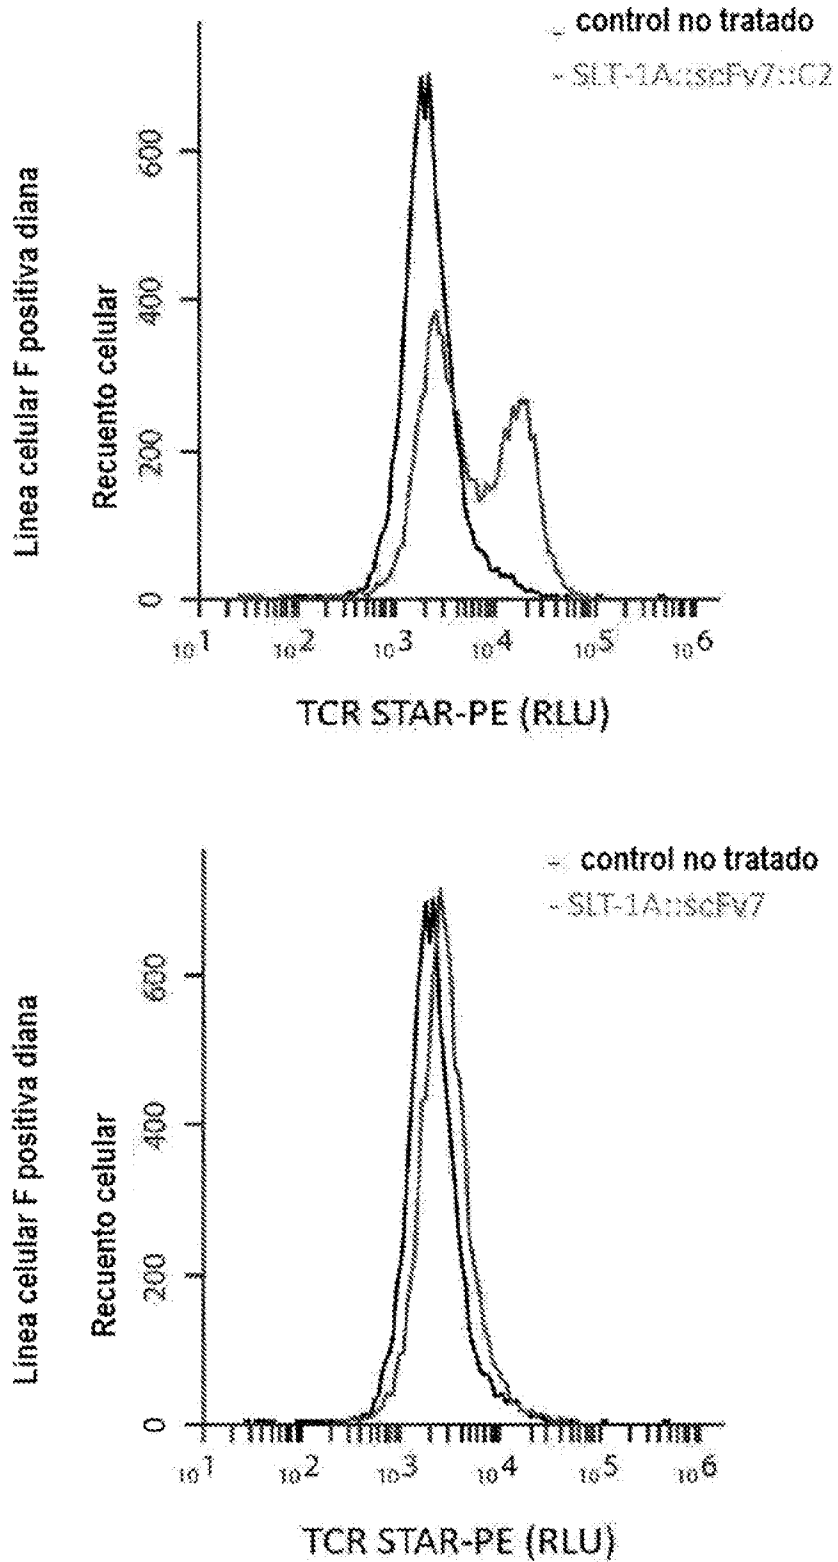 control no tratado
- SLT-1A::scFv7::C2
Línea celular F positiva diana
Recuento celular
600
400
200
0
10^1 10^2 10^3 10^4 10^5 10^6
TCR STAR-PE (RLU)
control no tratado
- SLT-1A::scFv7
Línea celular F positiva diana
Recuento celular
600
400
200
0
10^1 10^2 10^3 10^4 10^5 10^6
TCR STAR-PE (RLU)